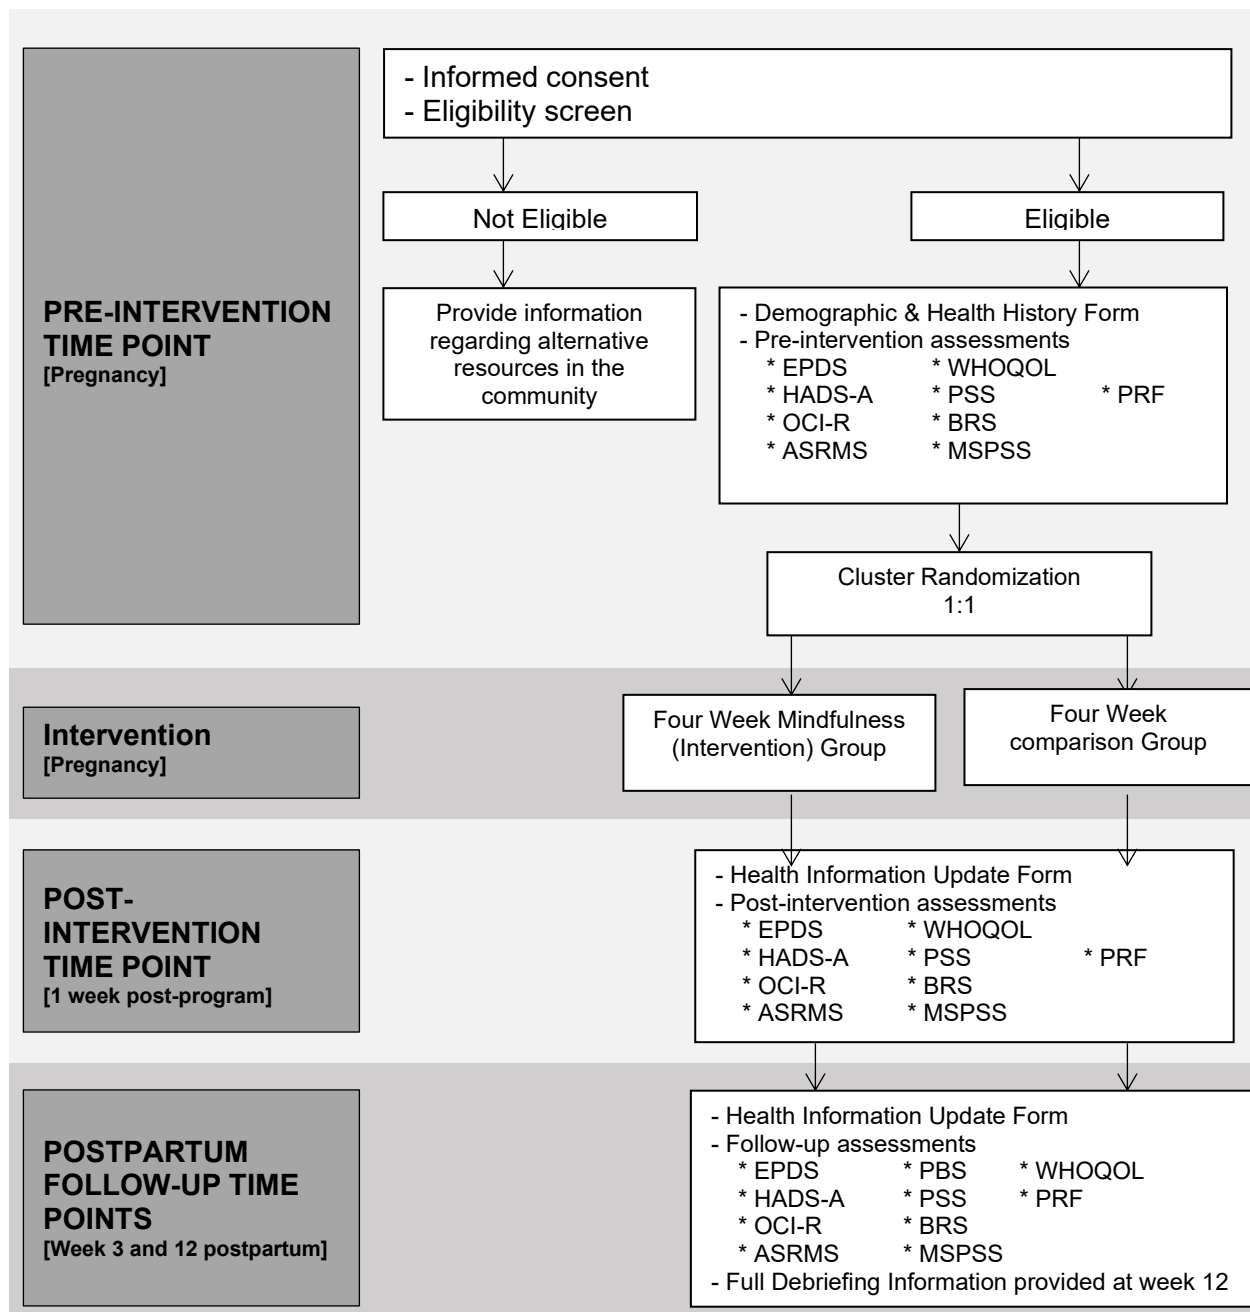 - Informed consent
- Eligibility screen
Not Eligible
Eligible
PRE-INTERVENTION
TIME POINT
[Pregnancy]
Provide information
regarding alternative
resources in the
community
- Demographic & Health History Form
- Pre-intervention assessments
* EPDS * WHOQOL
* HADS-A * PSS * PRF
* OCI-R * BRS
* ASRMS * MSPSS
Cluster Randomization
1:1
Intervention
[Pregnancy]
Four Week Mindfulness
(Intervention) Group
Four Week
comparison Group
POST-
INTERVENTION
TIME POINT
[1 week post-program]
- Health Information Update Form
- Post-intervention assessments
* EPDS * WHOQOL
* HADS-A * PSS * PRF
* OCI-R * BRS
* ASRMS * MSPSS
POSTPARTUM
FOLLOW-UP TIME
POINTS
[Week 3 and 12 postpartum]
- Health Information Update Form
- Follow-up assessments
* EPDS * PBS * WHOQOL
* HADS-A * PSS * PRF
* OCI-R * BRS
* ASRMS * MSPSS
- Full Debriefing Information provided at week 12